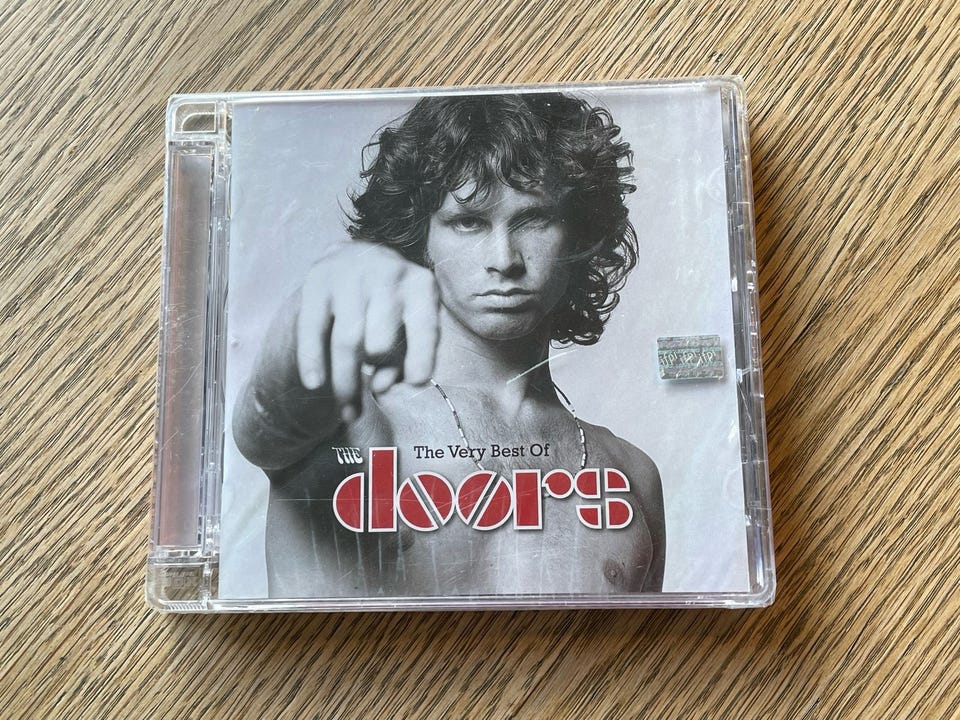 The Very Best Of
THE
doors